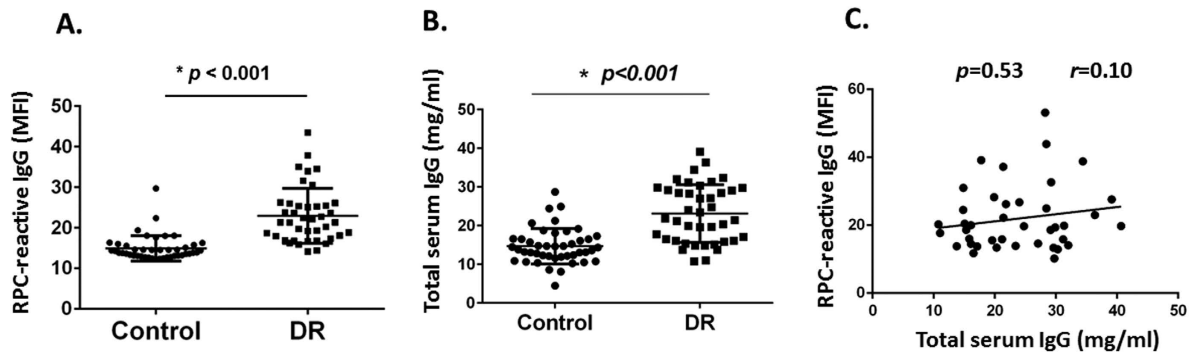 A.
* p < 0.001
RPC-reactive IgG (MFI)
50
40
30
20
10
0
Control DR
B.
* p<0.001
Total serum IgG (mg/ml)
50
40
30
20
10
0
Control DR
C.
p=0.53 r=0.10
RPC-reactive IgG (MFI)
60
40
20
0
0 10 20 30 40 50
Total serum IgG (mg/ml)